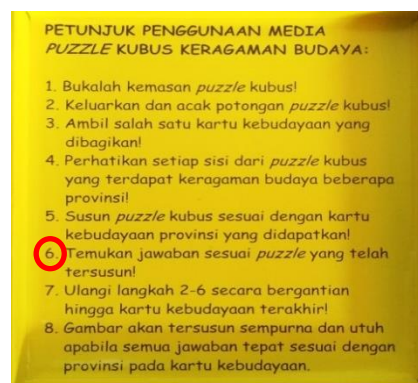 PETUNJUK PENGGUNAAN MEDIA
PUZZLE KUBUS KERAGAMAN BUDAYA:
1. Bukalah kemasan puzzle kubus!
2. Keluarkan dan acak potongan puzzle kubus!
3. Ambil salah satu kartu kebudayaan yang
dibagikan!
4. Perhatikan setiap sisi dari puzzle kubus
yang terdapat keragaman budaya beberapa
provinsi!
5. Susun puzzle kubus sesuai dengan kartu
kebudayaan provinsi yang didapatkan!
6. Temukan jawaban sesuai puzzle yang telah
tersusun!
7. Ulangi langkah 2-6 secara bergantian
hingga kartu kebudayaan terakhir!
8. Gambar akan tersusun sempurna dan utuh
apabila semua jawaban tepat sesuai dengan
provinsi pada kartu kebudayaan.